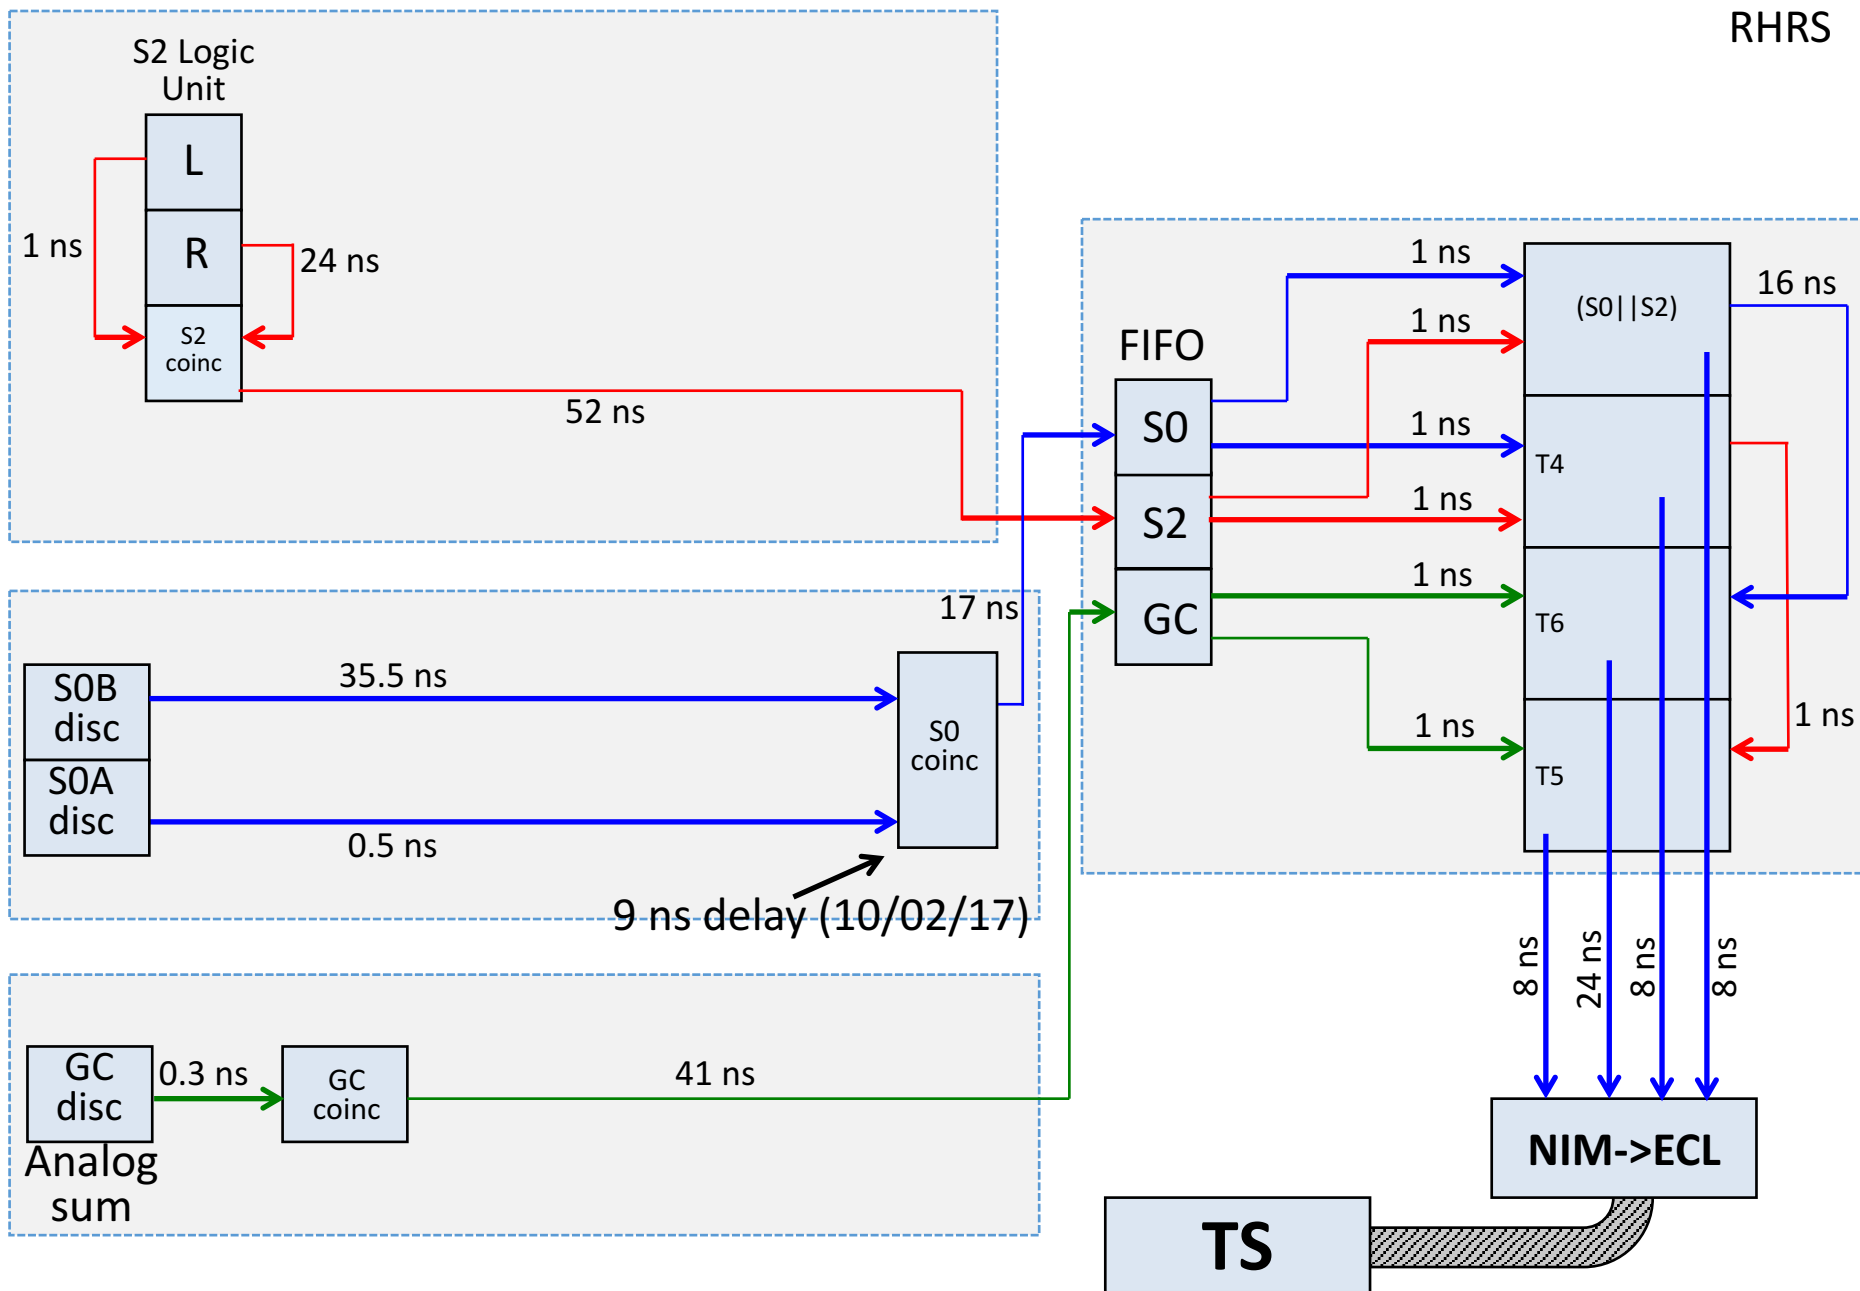 RHRS
S2 Logic
Unit
L
R
S2
coinc
1 ns
24 ns
52 ns
S0B
disc
S0A
disc
35.5 ns
0.5 ns
S0
coinc
17 ns
9 ns delay (10/02/17)
GC
disc
Analog
sum
0.3 ns
GC
coinc
41 ns
FIFO
S0
S2
GC
1 ns
1 ns
1 ns
1 ns
1 ns
1 ns
(S0||S2)
T4
T6
T5
16 ns
1 ns
8 ns
24 ns
8 ns
8 ns
NIM->ECL
TS